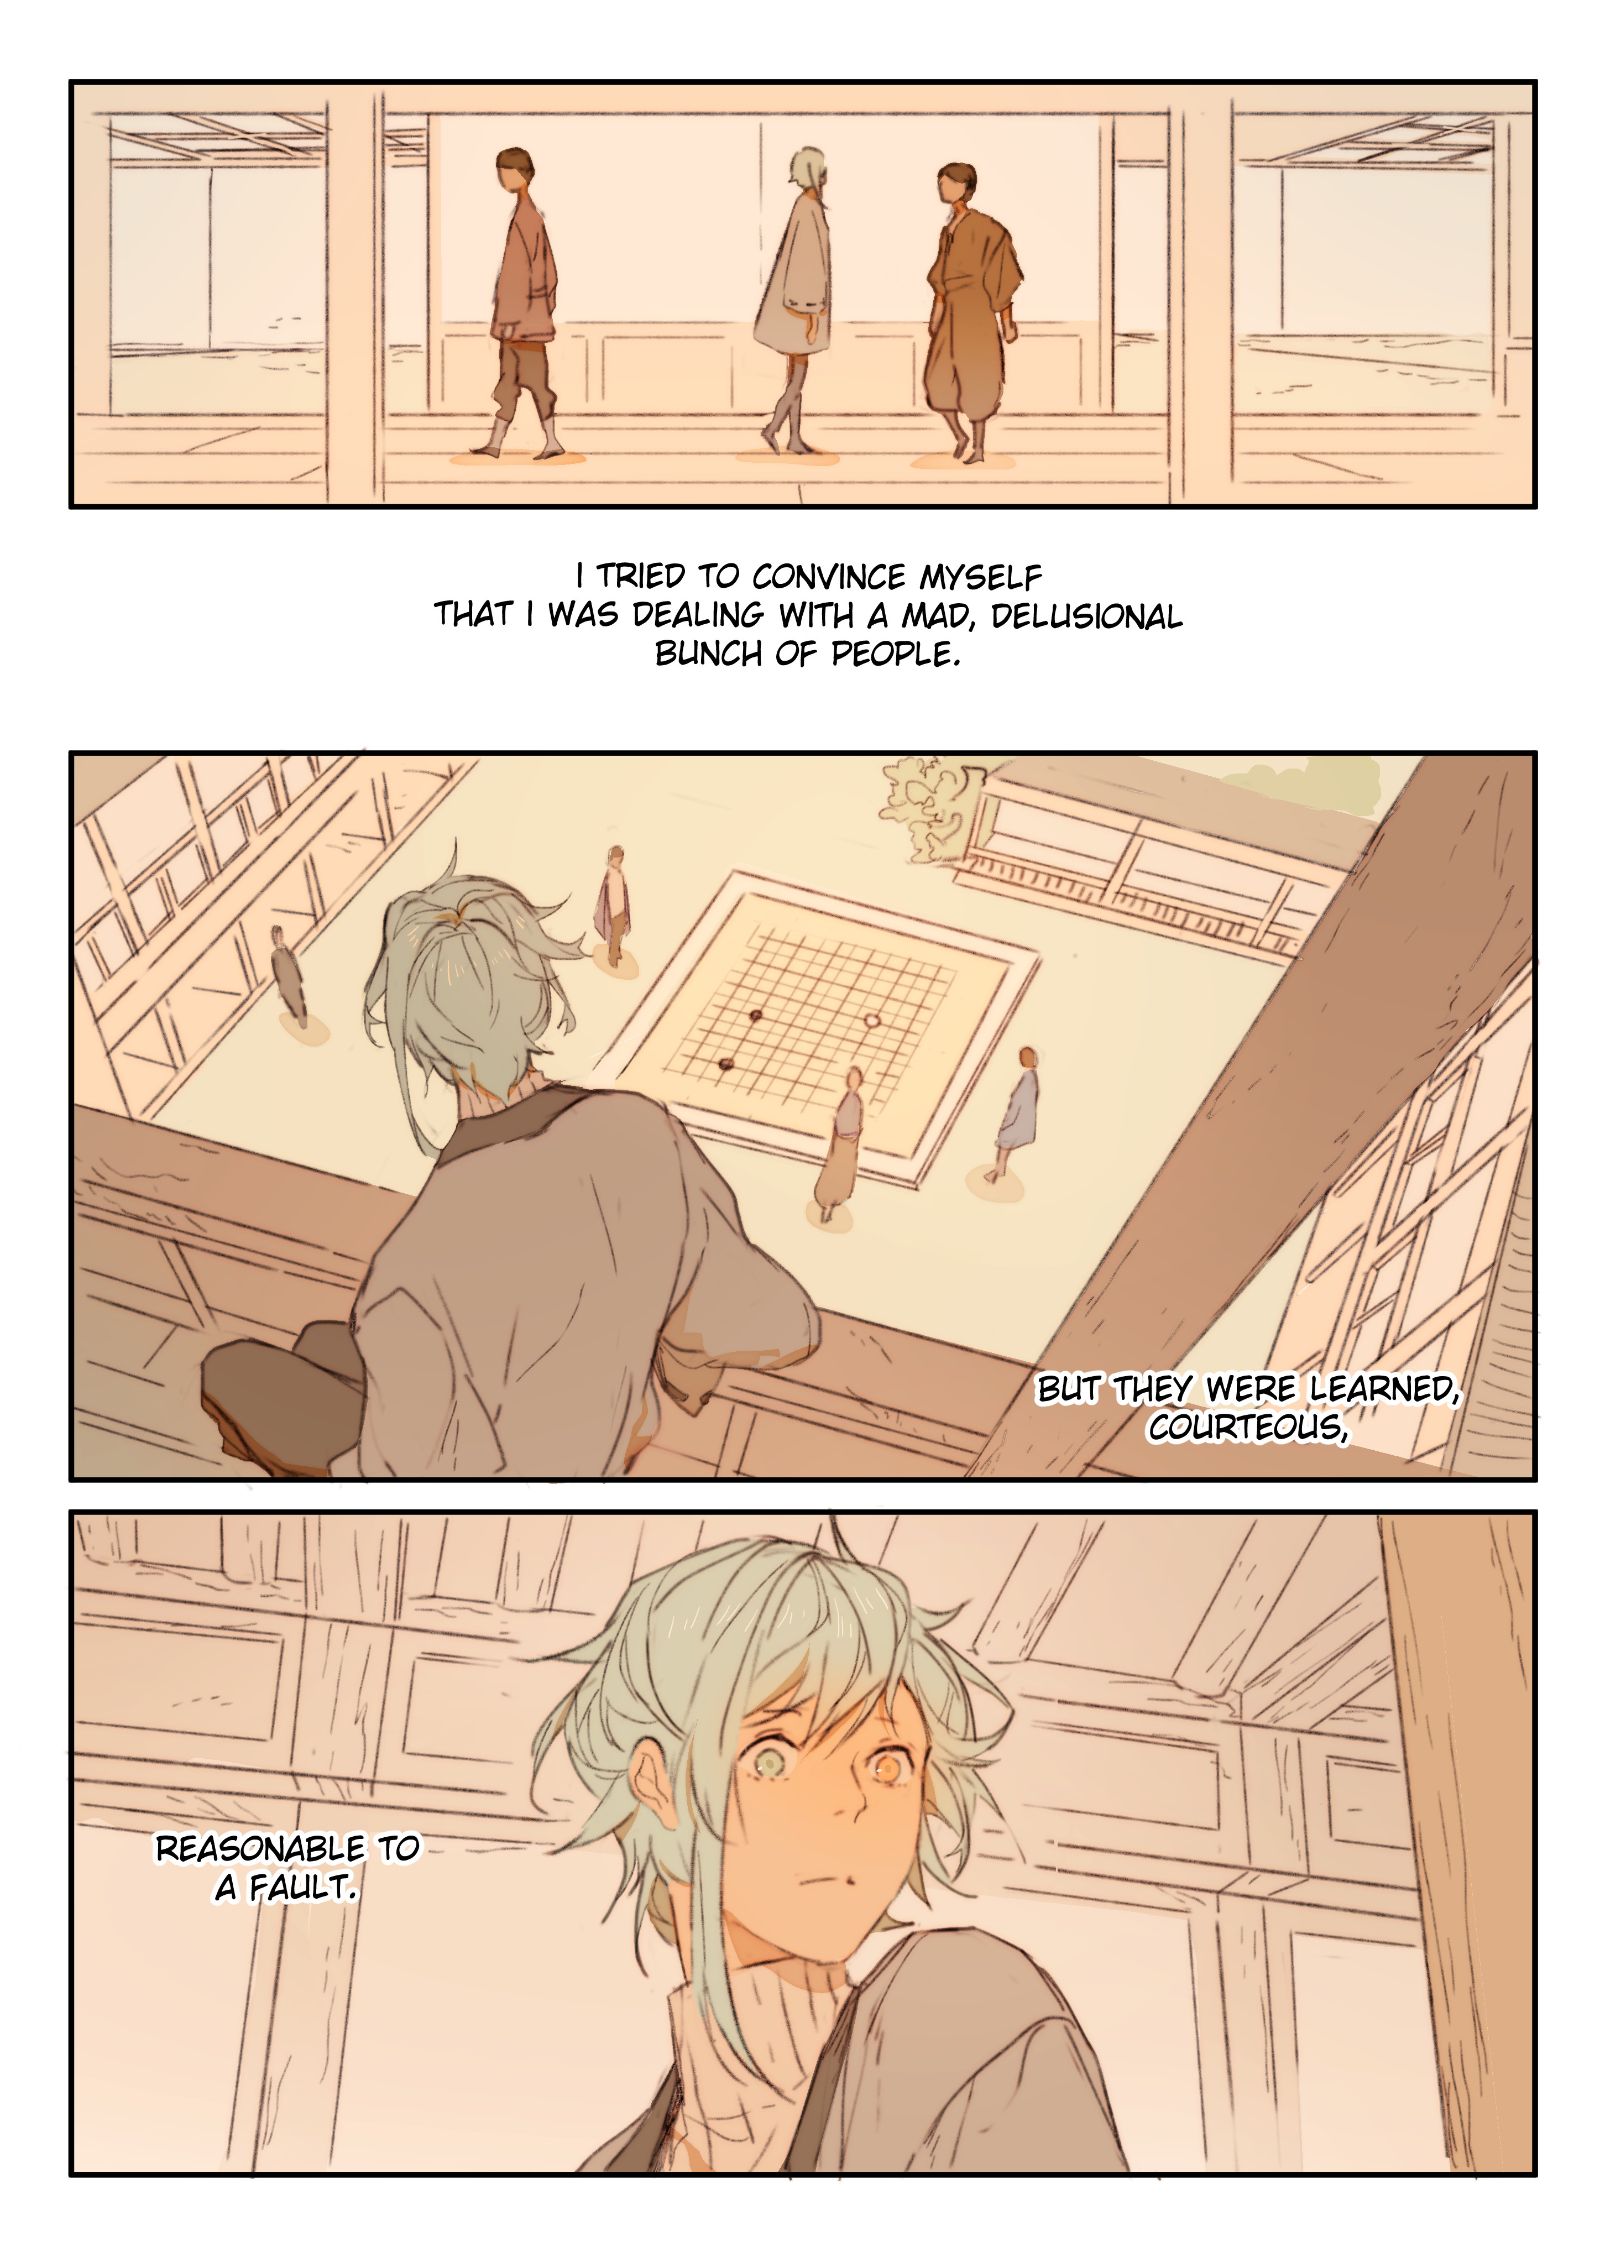 I TRIED TO CONVINCE MYSELF
THAT I WAS DEALING WITH A MAD, DELUSIONAL
BUNCH OF PEOPLE.
BUT THEY WERE LEARNED,
COURTEOUS,
REASONABLE TO
A FAULT.